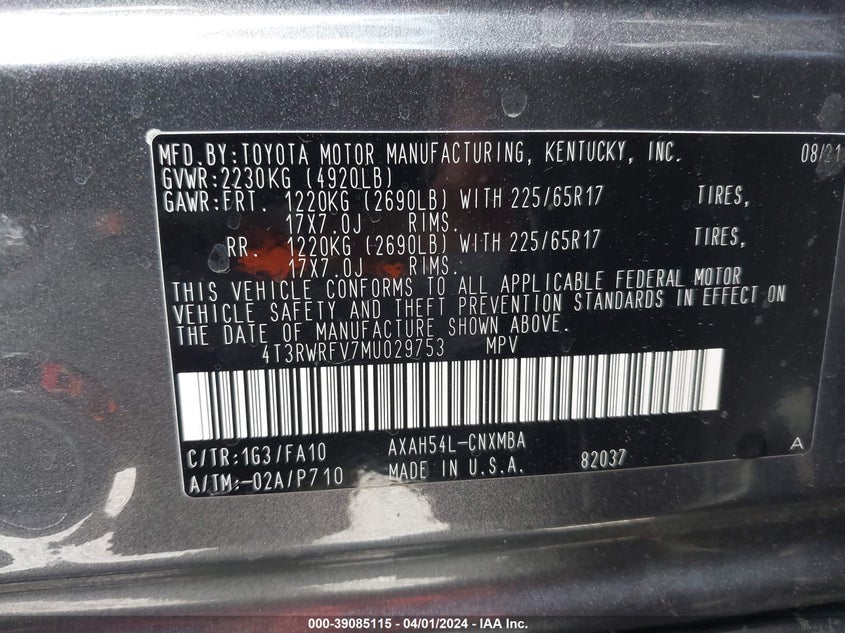 MFD.BY:TOYOTA MOTOR MANUFACTURING, KENTUCKY, INC. 08/21
GVWR:2230KG (4920LB)
GAWR:FRT. 1220KG (2690LB) WITH 225/65R17 TIRES,
17X7.0J RIMS.
RR. 1220KG (2690LB) WITH 225/65R17 TIRES,
17X7.0J RIMS.
THIS VEHICLE CONFORMS TO ALL APPLICABLE FEDERAL MOTOR
VEHICLE SAFETY AND THEFT PREVENTION STANDARDS IN EFFECT ON
THE DATE OF MANUFACTURE SHOWN ABOVE.
4T3RWRFV7MU029753 MPV
C/TR:1G3/FA10 AXAH54L-CNXMBA A
A/TM:-02A/P710 MADE IN U.S.A. 82037
000-39085115 - 04/01/2024 - IAA Inc.